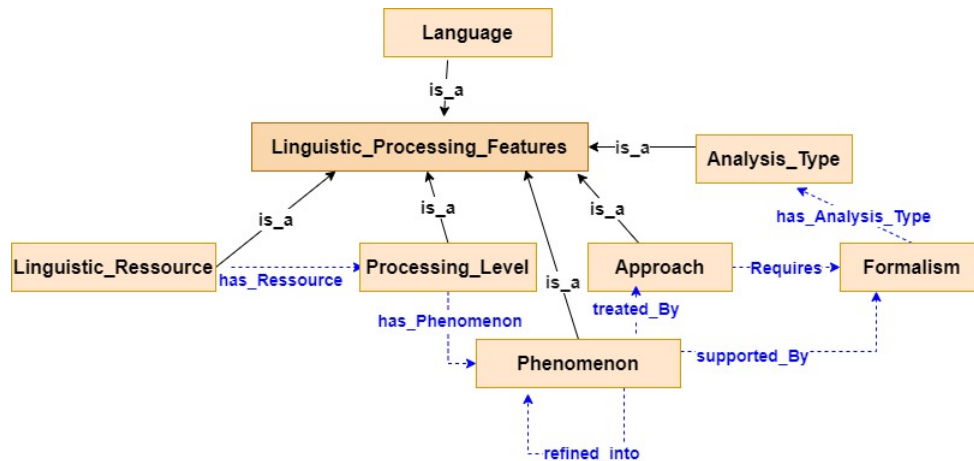 Language
is_a
Linguistic_Processing_Features
is_a
Analysis_Type
is_a
is_a
is_a
has_Analysis_Type
Linguistic_Ressource
has_Ressource
Processing_Level
Approach
Requires
Formalism
is_a
has_Phenomenon
treated_By
Phenomenon
supported_By
refined_into